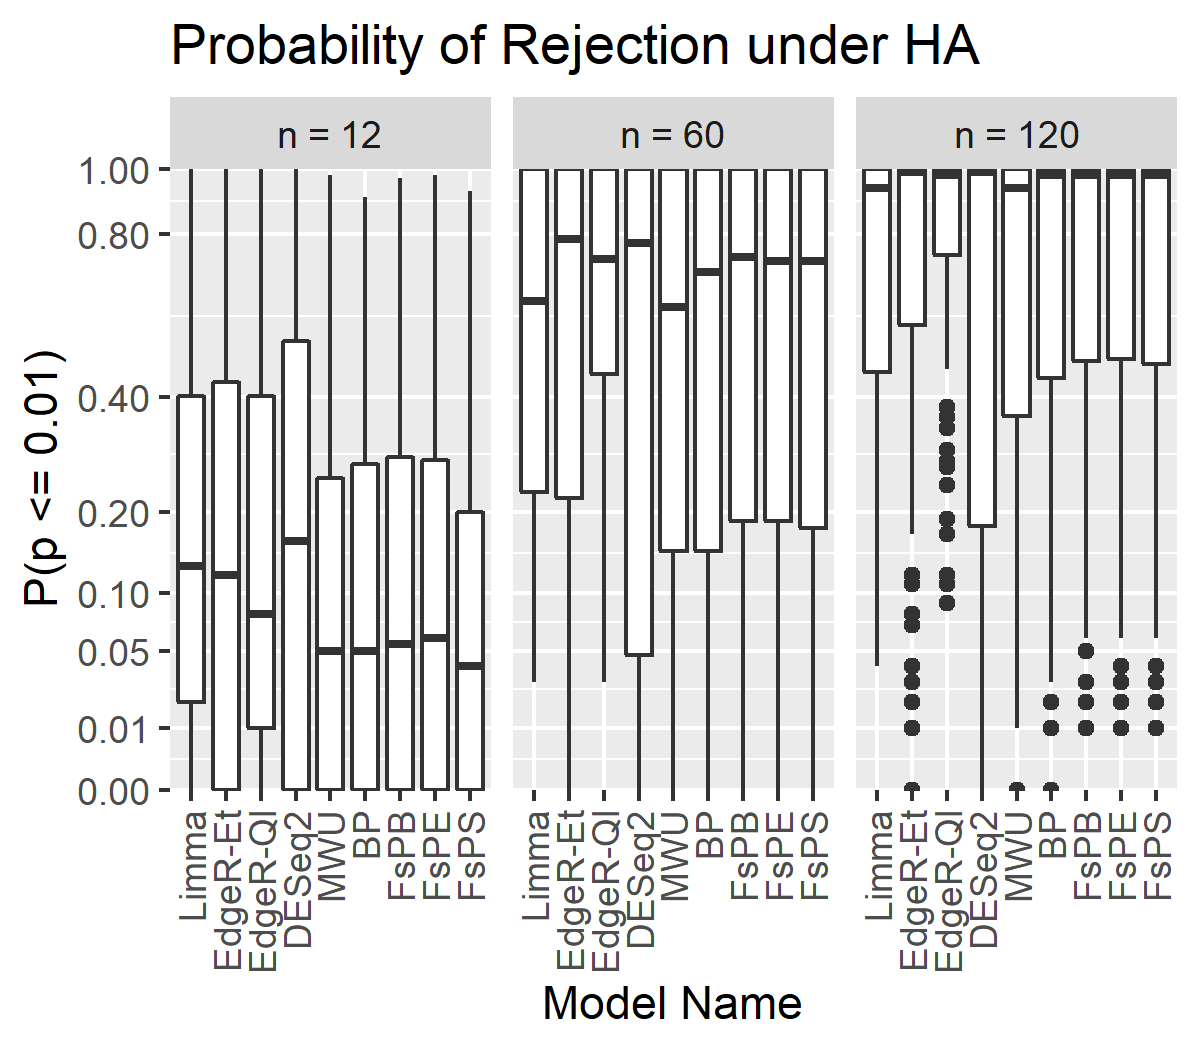 Probability of Rejection under HA
n = 12
n = 60
n = 120
P(p <= 0.01)
1.00
0.80
0.40
0.20
0.10
0.05
0.01
0.00
Limma
EdgeR-Et
EdgeR-Ql
DESeq2
MWU
BP
FsPB
FsPE
FsPS
Limma
EdgeR-Et
EdgeR-Ql
DESeq2
MWU
BP
FsPB
FsPE
FsPS
Limma
EdgeR-Et
EdgeR-Ql
DESeq2
MWU
BP
FsPB
FsPE
FsPS
Model Name